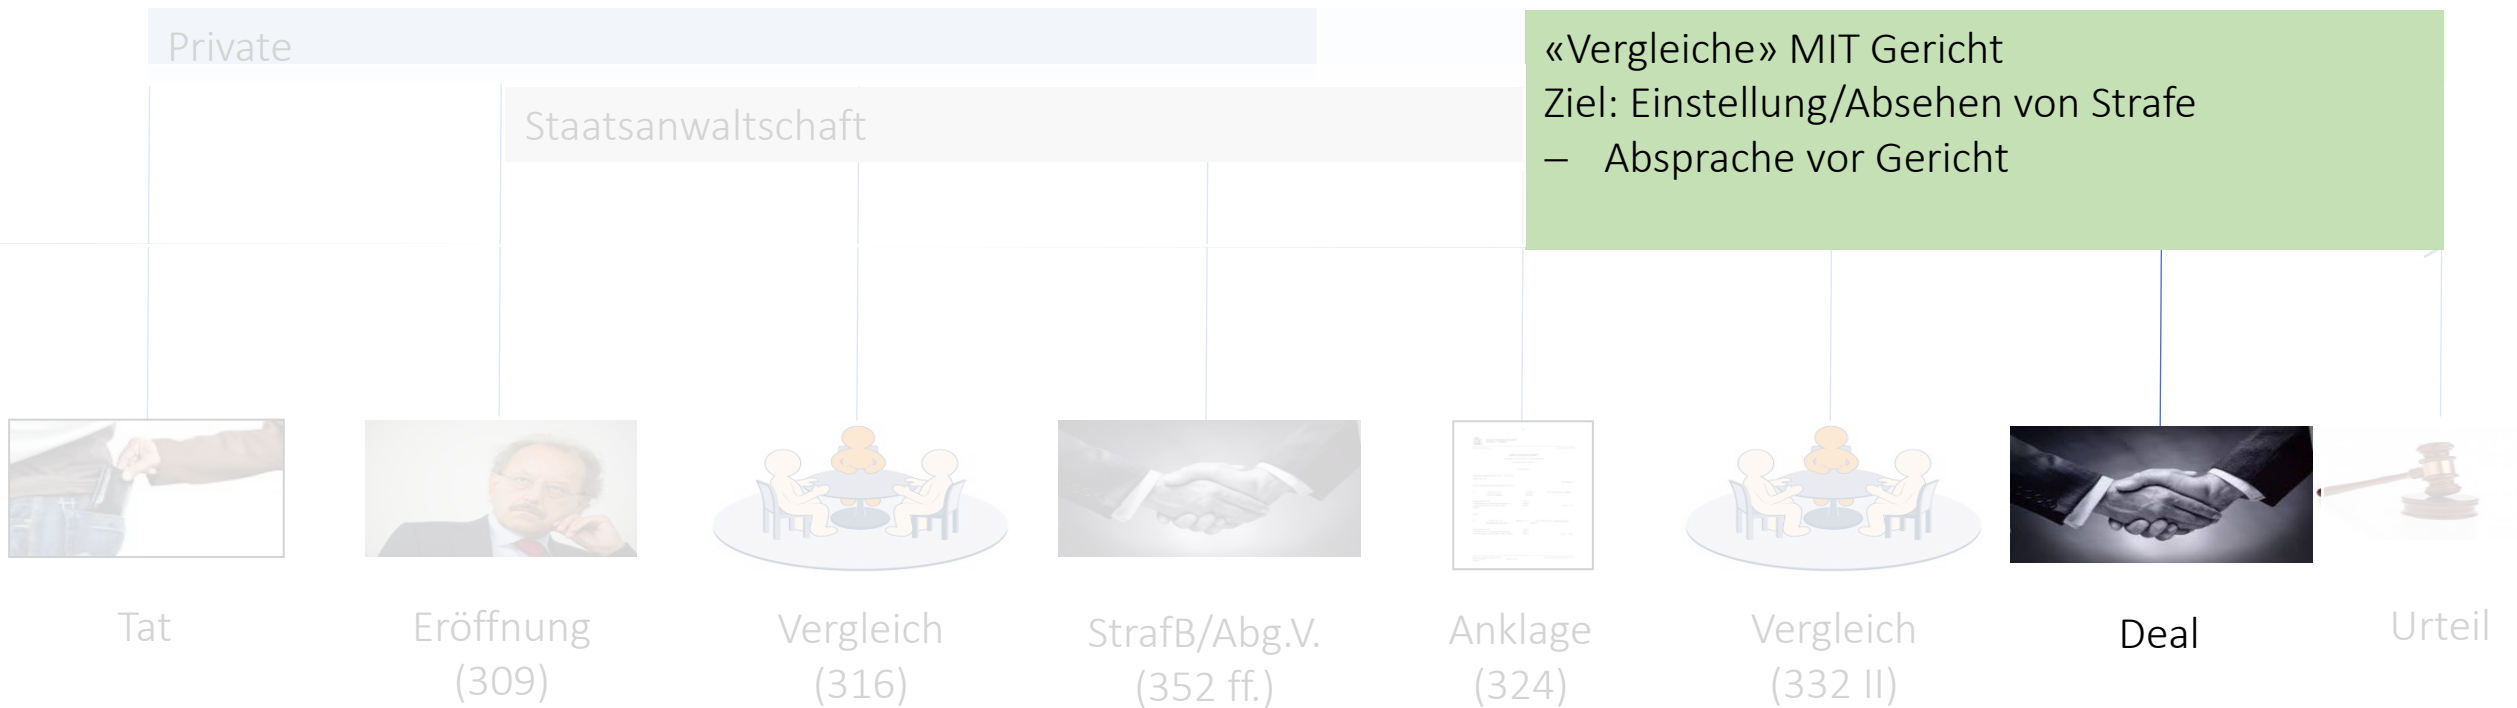 Private
Staatsanwaltschaft
«Vergleiche» MIT Gericht
Ziel: Einstellung/Absehen von Strafe
– Absprache vor Gericht
Tat
Eröffnung
(309)
Vergleich
(316)
StrafB/Abg.V.
(352 ff.)
Anklage
(324)
Vergleich
(332 II)
Deal
Urteil